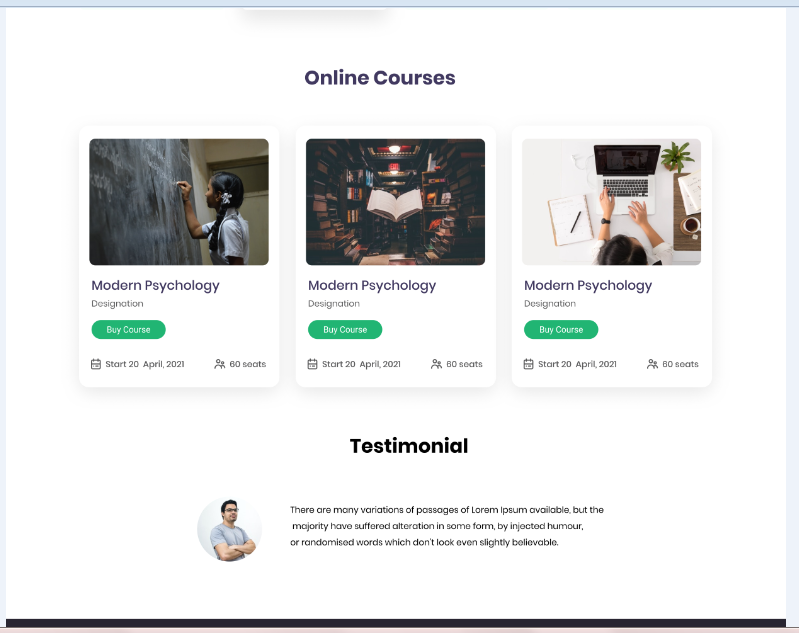 Online Courses
Modern Psychology
Designation
Buy Course
Start 20 April, 2021
60 seats
Modern Psychology
Designation
Buy Course
Start 20 April, 2021
60 seats
Modern Psychology
Designation
Buy Course
Start 20 April, 2021
60 seats
Testimonial
There are many variations of passages of Lorem Ipsum available, but the
majority have suffered alteration in some form, by injected humour,
or randomised words which don't look even slightly believable.